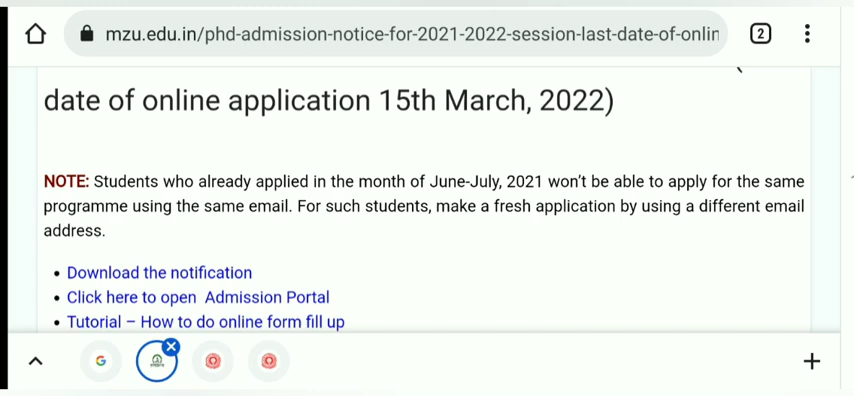 mzu.edu.in/phd-admission-notice-for-2021-2022-session-last-date-of-onlin
2
date of online application 15th March, 2022)
NOTE: Students who already applied in the month of June-July, 2021 won't be able to apply for the same
programme using the same email. For such students, make a fresh application by using a different email
address.
• Download the notification
• Click here to open Admission Portal
• Tutorial – How to do online form fill up